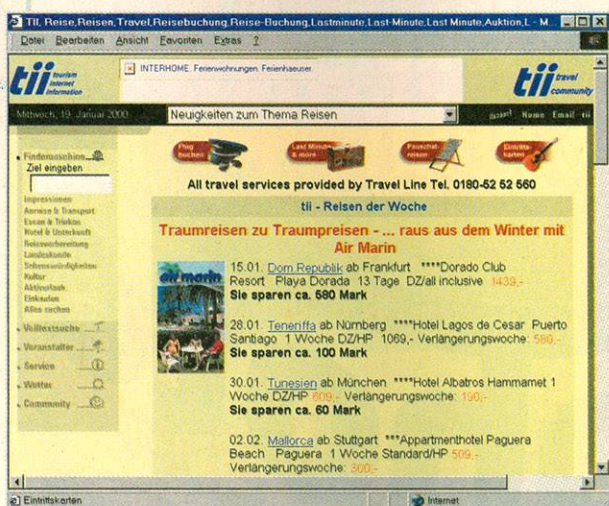 TII, Reise,Reisen,Travel,Reisebuchung,Reise-Buchung,Lastminute,Last-Minute,Last Minute,Auktion,L - M...
Datei Bearbeiten Ansicht Favoriten Extras ?
tii tourism internet information
INTERHOME. Ferienwohnungen. Ferienhaeuser.
tii travel community
Mittwoch, 19. Januar 2000
Neuigkeiten zum Thema Reisen
Home Email tii
Findemaschine
Ziel eingeben
Impressionen
Anreise & Transport
Essen & Trinken
Hotel & Unterkunft
Reisevorbereitung
Landeskunde
Sehenswürdigkeiten
Kultur
Aktivurlaub
Einkaufen
Alles suchen
Volltextsuche
Veranstalter
Service
Wetter
Community
Flug buchen
Last Minute & more
Pauschal-reisen
Eintritts-karten
All travel services provided by Travel Line Tel. 0180-52 52 560
tii - Reisen der Woche
Traumreisen zu Traumpreisen - ... raus aus dem Winter mit
Air Marin
air marin
15.01. Dom.Republik ab Frankfurt ****Dorado Club
Resort Playa Dorada 13 Tage DZ/all inclusive 1439,-
Sie sparen ca. 580 Mark
28.01. Teneriffa ab Nürnberg ****Hotel Lagos de Cesar Puerto
Santiago 1 Woche DZ/HP 1069,- Verlängerungswoche: 580,-
Sie sparen ca. 100 Mark
30.01. Tunesien ab München ****Hotel Albatros Hammamet 1
Woche DZ/HP 609,- Verlängerungswoche: 190,-
Sie sparen ca. 60 Mark
02.02. Mallorca ab Stuttgart ***Appartmenthotel Paguera
Beach Paguera 1 Woche Standard/HP 509,-
Verlängerungswoche: 300,-
Eintrittskarten
Internet